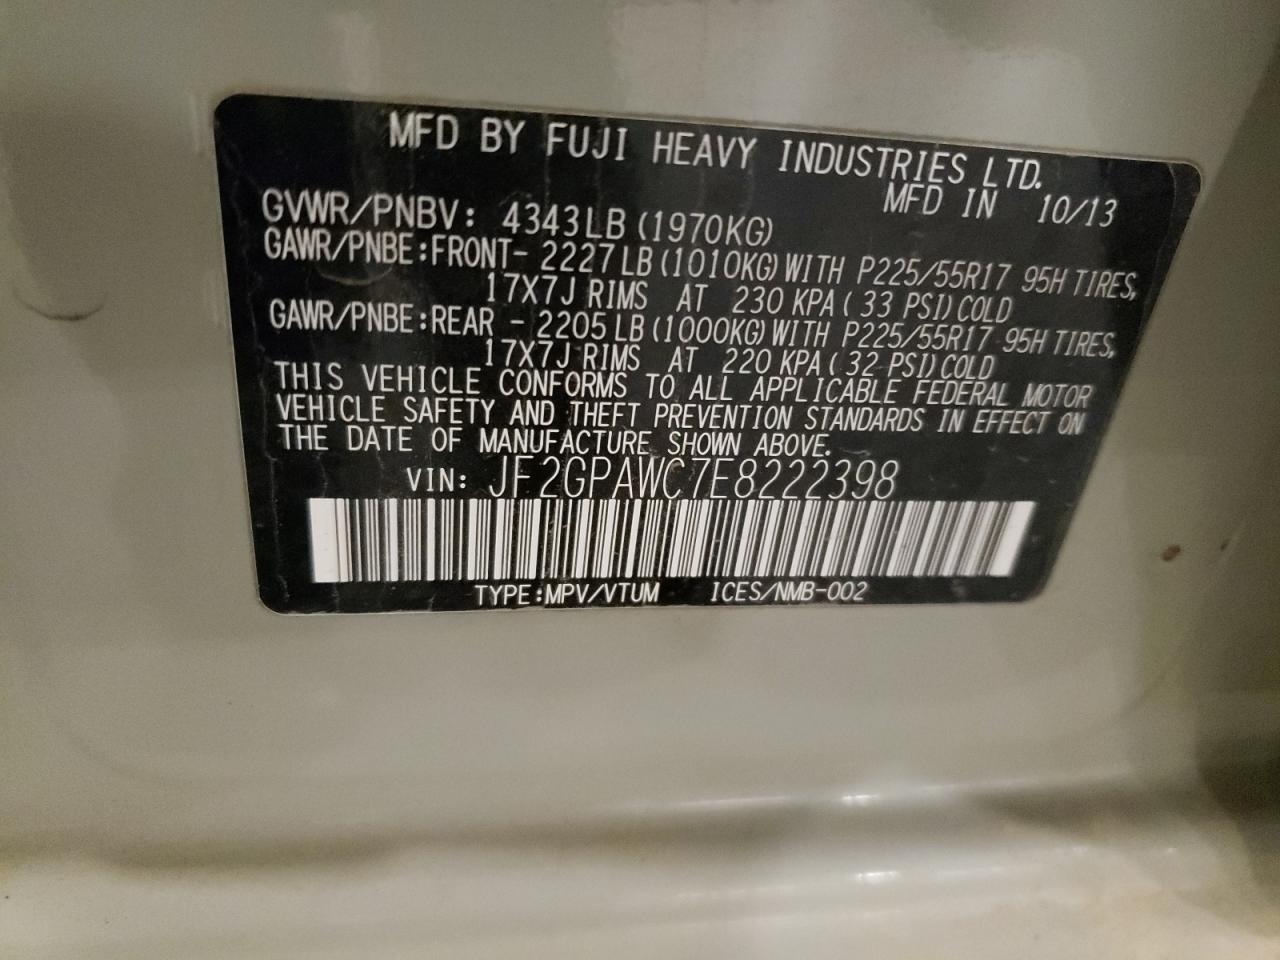 MFD BY FUJI HEAVY INDUSTRIES LTD.
MFD IN 10/13
GVWR/PNBV: 4343LB (1970KG)
GAWR/PNBE:FRONT- 2227LB (1010KG) WITH P225/55R17 95H TIRES,
17X7J RIMS AT 230 KPA ( 33 PSI) COLD
GAWR/PNBE:REAR - 2205LB (1000KG) WITH P225/55R17 95H TIRES,
17X7J RIMS AT 220 KPA ( 32 PSI) COLD
THIS VEHICLE CONFORMS TO ALL APPLICABLE FEDERAL MOTOR
VEHICLE SAFETY AND THEFT PREVENTION STANDARDS IN EFFECT ON
THE DATE OF MANUFACTURE SHOWN ABOVE.
VIN: JF2GPAWC7E8222398
TYPE:MPV/VTUM ICES/NMB-002